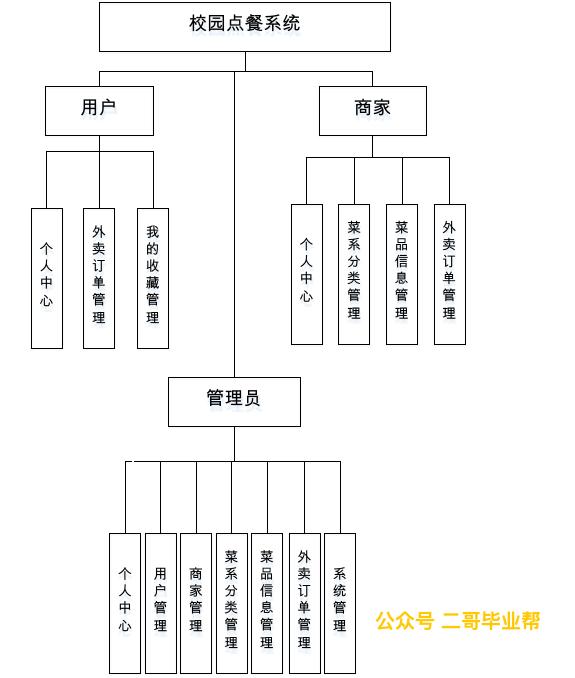 校园点餐系统
用户
商家
个人中心
外卖订单管理
我的收藏管理
个人中心
菜系分类管理
菜品信息管理
外卖订单管理
管理员
个人中心
用户管理
商家管理
菜系分类管理
菜品信息管理
外卖订单管理
系统管理
公众号 二哥毕业帮